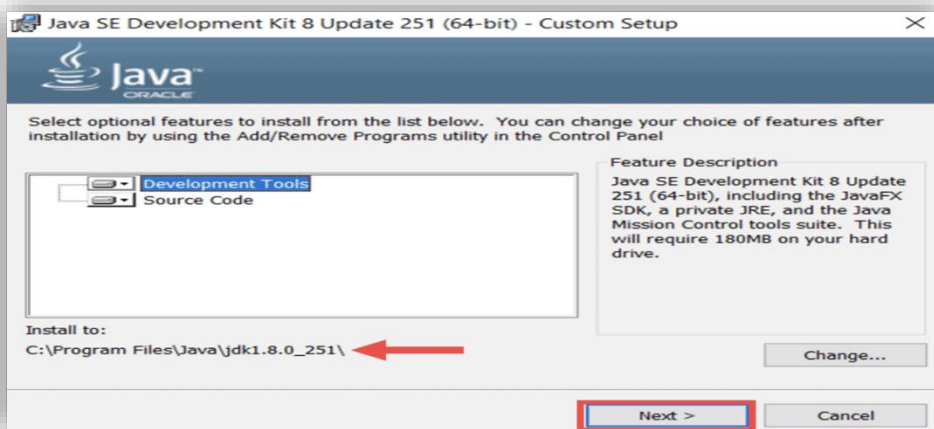 Java SE Development Kit 8 Update 251 (64-bit) - Custom Setup
Java™
ORACLE
Select optional features to install from the list below. You can change your choice of features after
installation by using the Add/Remove Programs utility in the Control Panel
Development Tools
Source Code
Feature Description
Java SE Development Kit 8 Update
251 (64-bit), including the JavaFX
SDK, a private JRE, and the Java
Mission Control tools suite. This
will require 180MB on your hard
drive.
Install to:
C:\Program Files\Java\jdk1.8.0_251\
Change...
Next >
Cancel